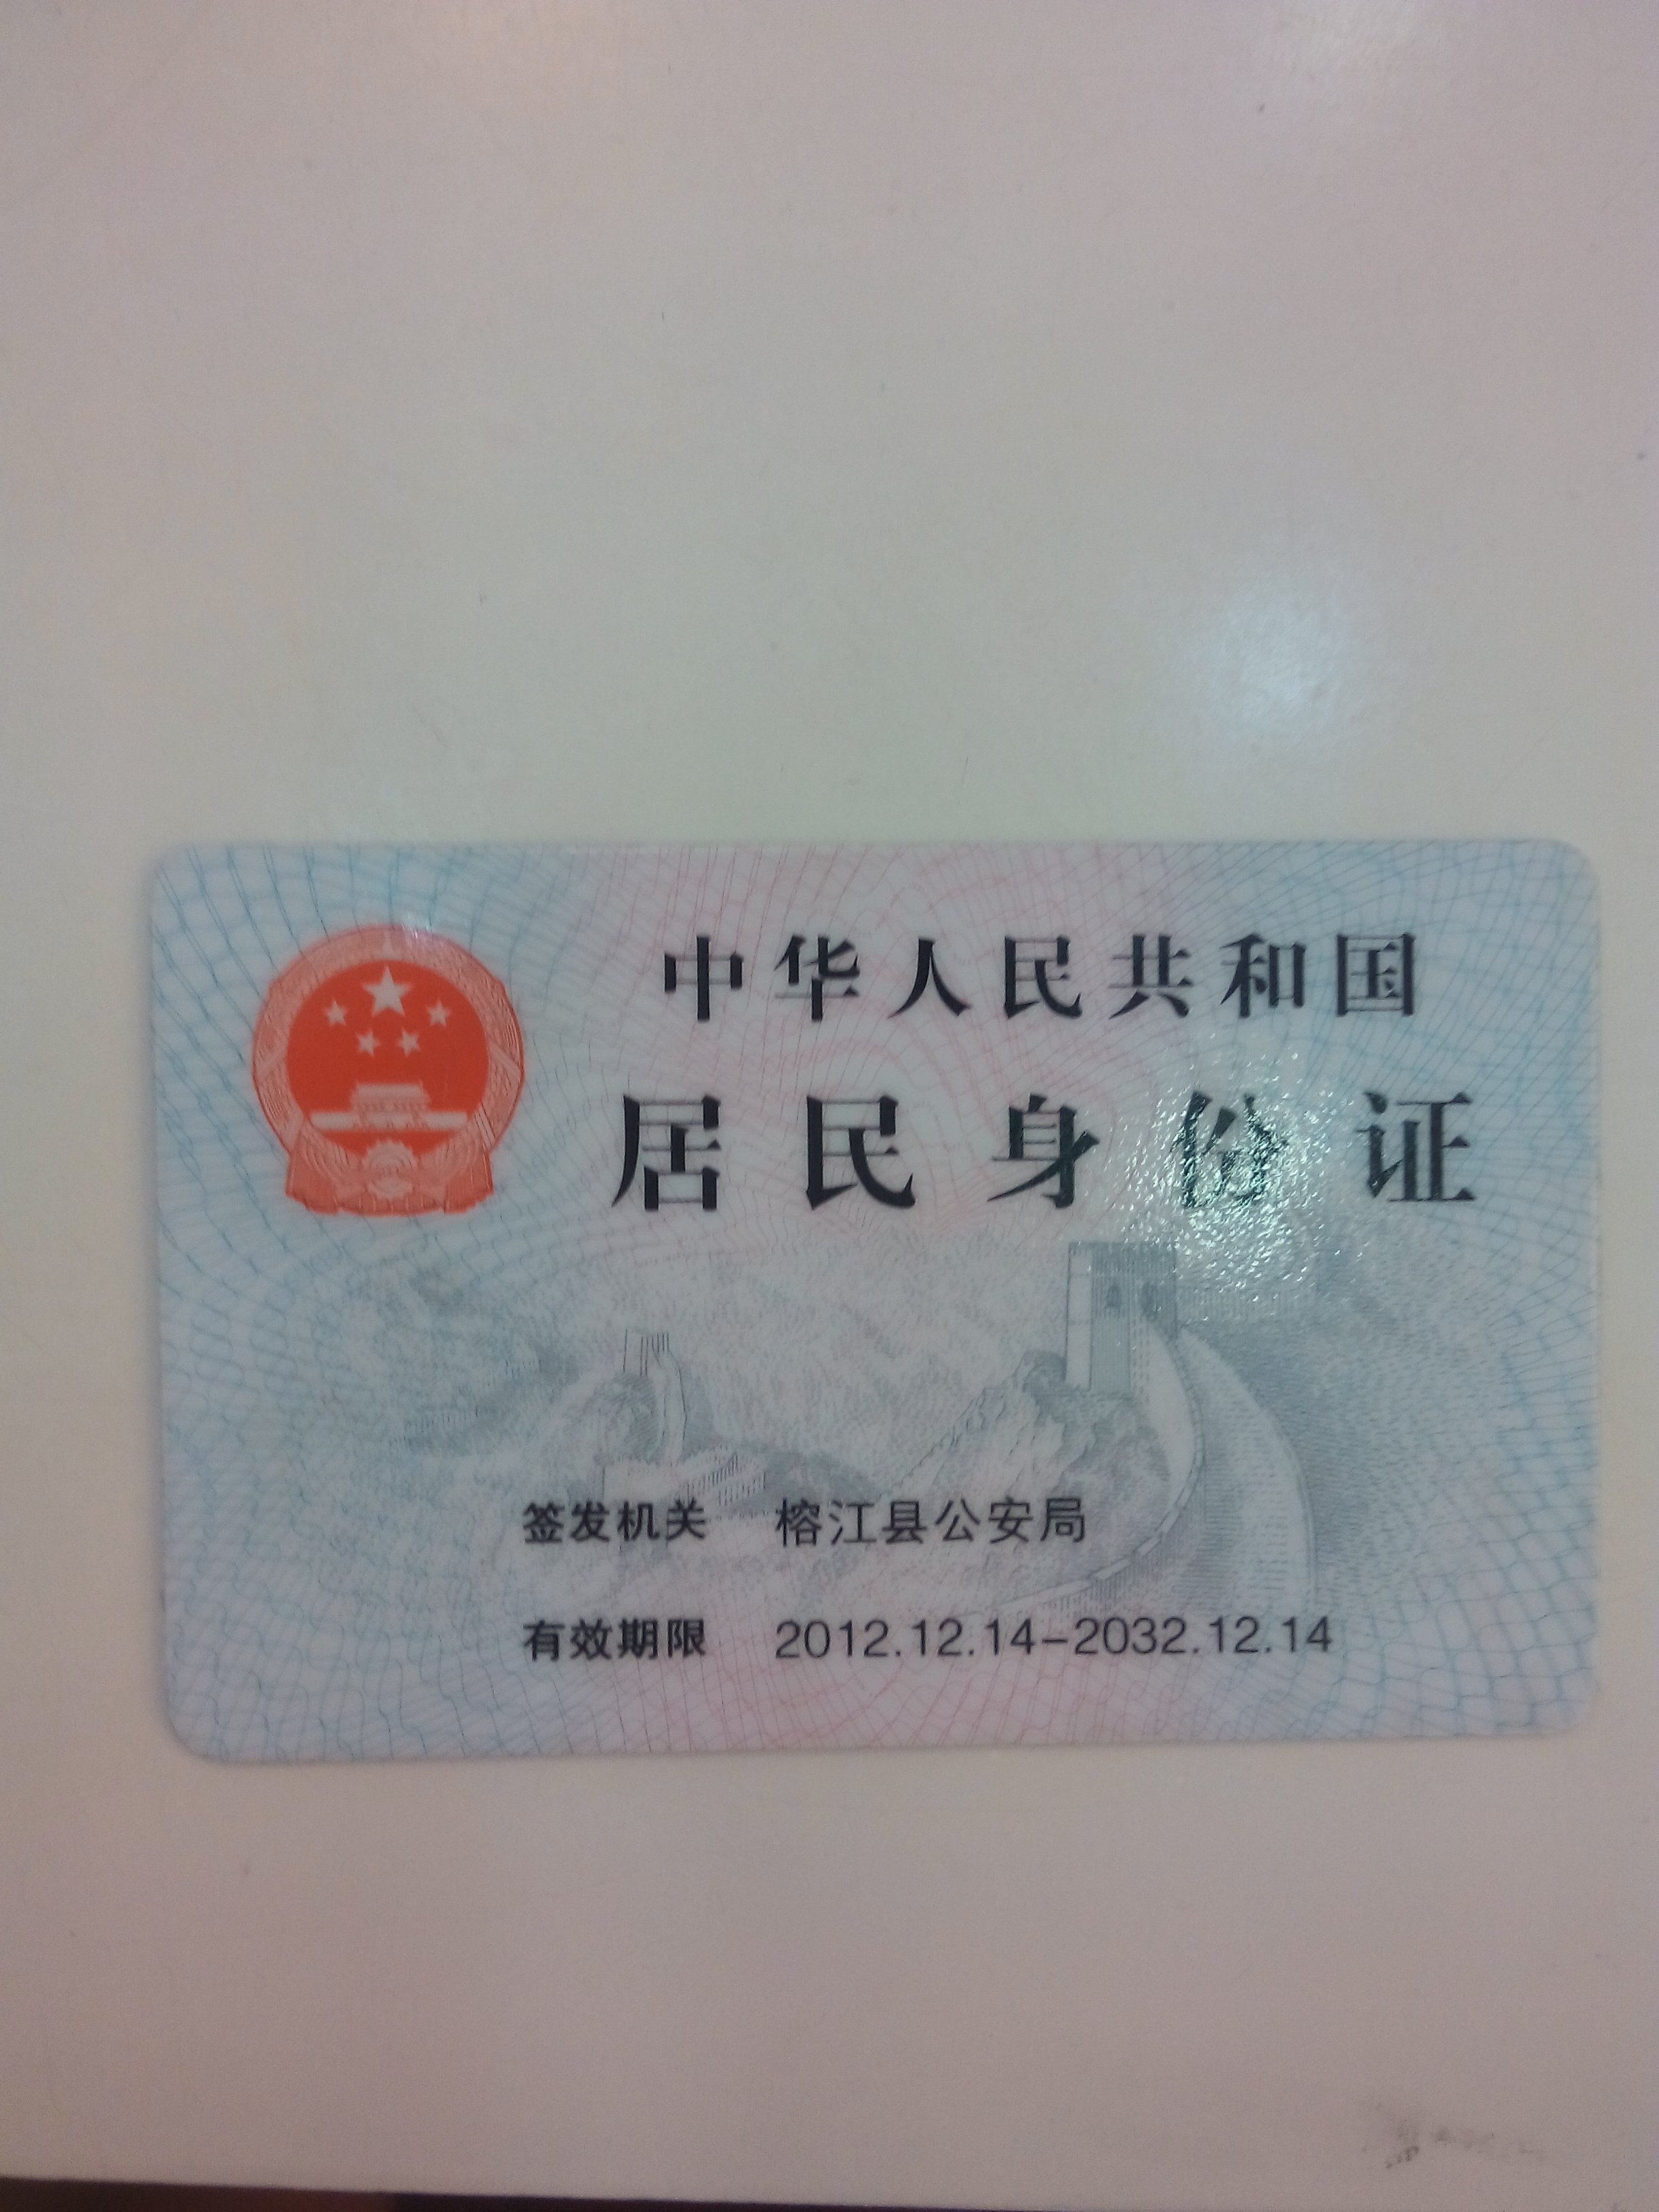 中华人民共和国
居民身份证
签发机关 榕江县公安局
有效期限 2012.12.14-2032.12.14